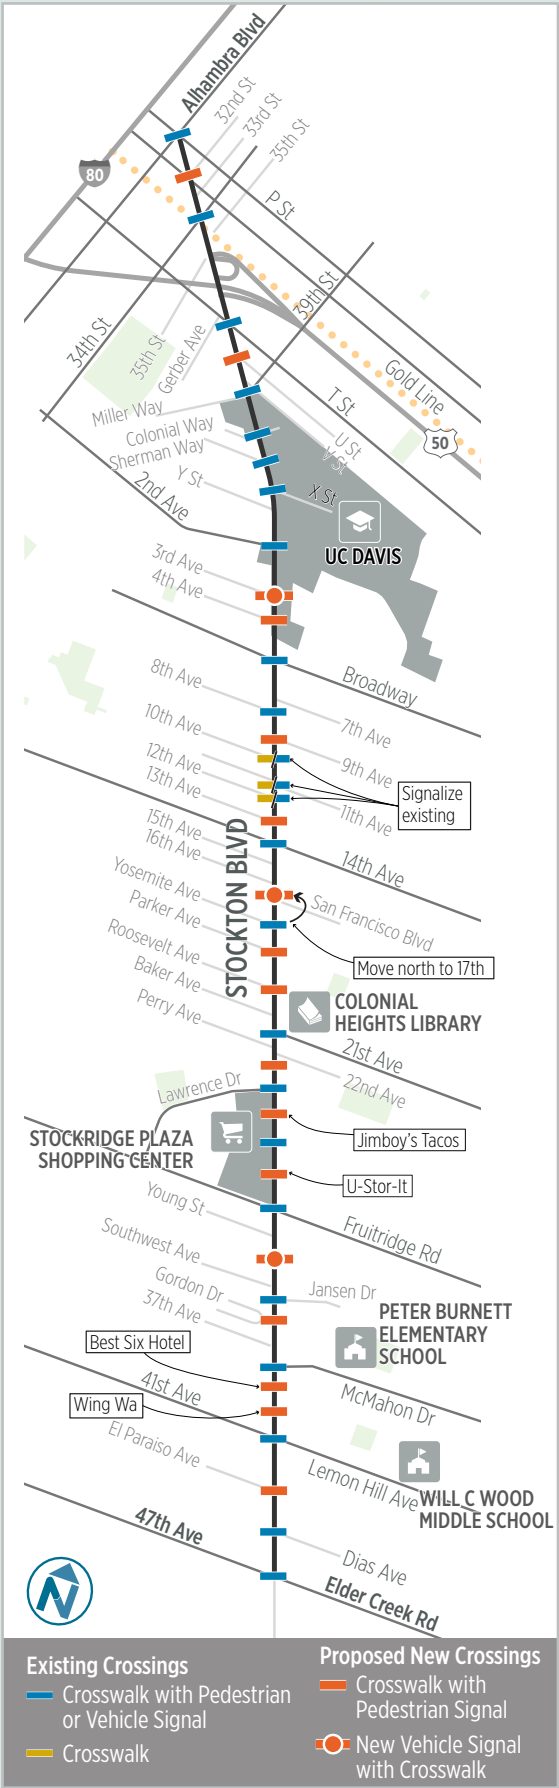 Alhambra Blvd
32nd St
33rd St
35th St
80
P St
39th St
34th St
35th St
Gerber Ave
Gold Line
T St
50
Miller Way
Colonial Way
Sherman Way
U St
V St
Y St
X St
2nd Ave
UC DAVIS
3rd Ave
4th Ave
Broadway
8th Ave
7th Ave
10th Ave
9th Ave
12th Ave
13th Ave
Signalize
existing
11th Ave
15th Ave
16th Ave
14th Ave
STOCKTON BLVD
Yosemite Ave
San Francisco Blvd
Parker Ave
Roosevelt Ave
Move north to 17th
Baker Ave
Perry Ave
COLONIAL
HEIGHTS LIBRARY
21st Ave
22nd Ave
Lawrence Dr
STOCKRIDGE PLAZA
SHOPPING CENTER
Jimboy's Tacos
U-Stor-It
Young St
Fruitridge Rd
Southwest Ave
Gordon Dr
Jansen Dr
37th Ave
PETER BURNETT
ELEMENTARY
SCHOOL
Best Six Hotel
41st Ave
Wing Wa
McMahon Dr
El Paraiso Ave
Lemon Hill Ave
WILL C WOOD
MIDDLE SCHOOL
47th Ave
Dias Ave
Elder Creek Rd
N
Existing Crossings
Crosswalk with Pedestrian
or Vehicle Signal
Crosswalk
Proposed New Crossings
Crosswalk with
Pedestrian Signal
New Vehicle Signal
with Crosswalk